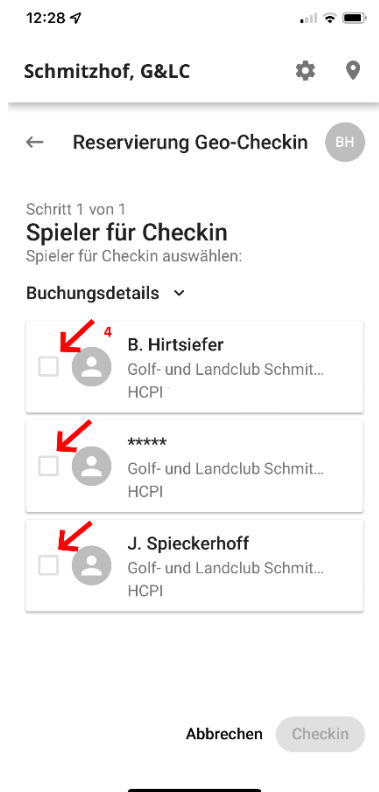 12:28
Schmitzhof, G&LC
Reservierung Geo-Checkin
BH
Schritt 1 von 1
Spieler für Checkin
Spieler für Checkin auswählen:
Buchungsdetails
4
B. Hirtsiefer
Golf- und Landclub Schmit...
HCPI
*****
Golf- und Landclub Schmit...
HCPI
J. Spieckerhoff
Golf- und Landclub Schmit...
HCPI
Abbrechen
Checkin